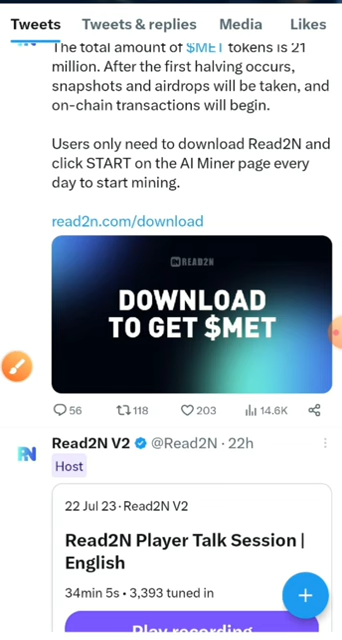 Tweets Tweets & replies Media Likes
The total amount of $MET tokens is 21
million. After the first halving occurs,
snapshots and airdrops will be taken, and
on-chain transactions will begin.
Users only need to download Read2N and
click START on the AI Miner page every
day to start mining.
read2n.com/download
READ2N
DOWNLOAD
TO GET $MET
56 118 203 14.6K
Read2N V2 @Read2N · 22h
Host
22 Jul 23 · Read2N V2
Read2N Player Talk Session |
English
34min 5s • 3,393 tuned in
Play recording